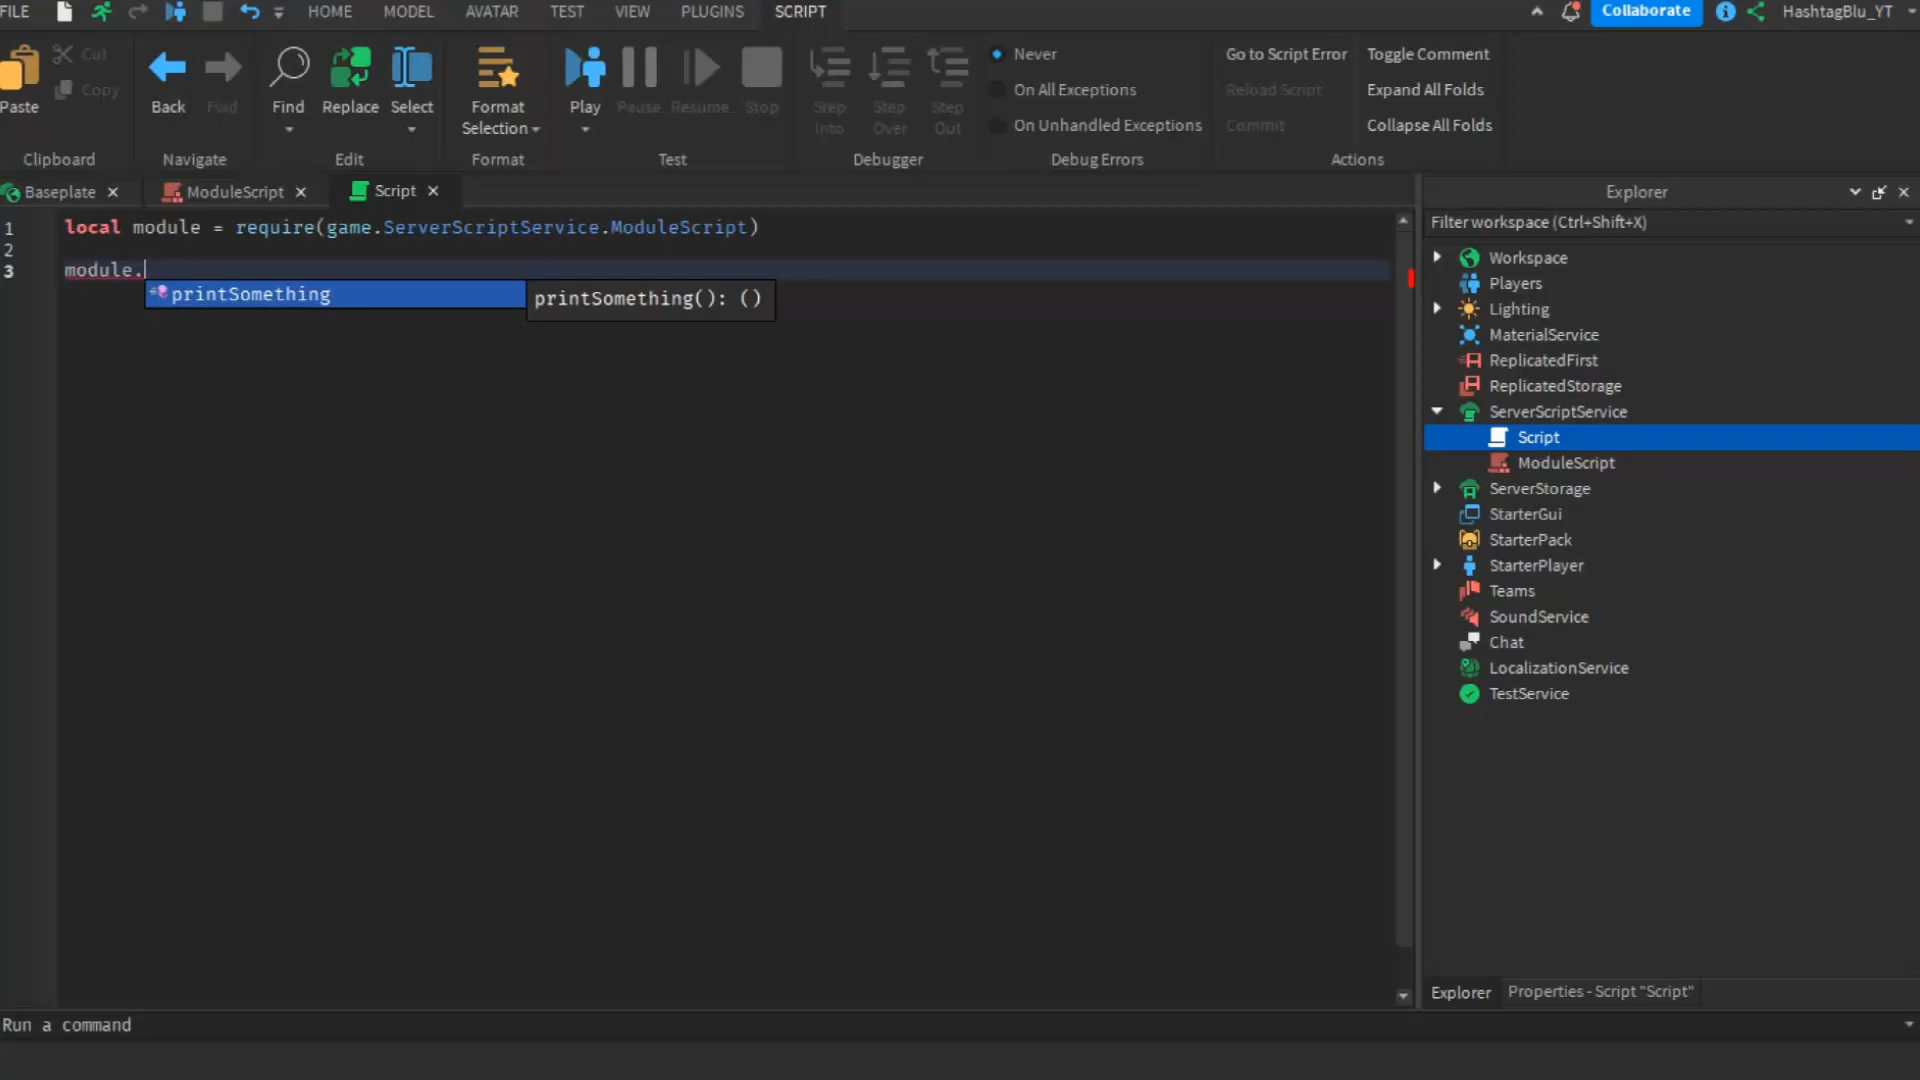 FILE HOME MODEL AVATAR TEST VIEW PLUGINS SCRIPT Collaborate HashtagBlu_YT
Paste Cut Copy
Clipboard
Back Fwd
Navigate
Find Replace Select
Edit
Format Selection
Format
Play Pause Resume Stop
Test
Step Into Step Over Step Out
Debugger
Never
On All Exceptions
On Unhandled Exceptions
Debug Errors
Go to Script Error
Reload Script
Commit
Toggle Comment
Expand All Folds
Collapse All Folds
Actions
Baseplate ModuleScript Script
1 local module = require(game.ServerScriptService.ModuleScript)
2
3 module.
printSomething printSomething(): ()
Explorer
Filter workspace (Ctrl+Shift+X)
Workspace
Players
Lighting
MaterialService
ReplicatedFirst
ReplicatedStorage
ServerScriptService
Script
ModuleScript
ServerStorage
StarterGui
StarterPack
StarterPlayer
Teams
SoundService
Chat
LocalizationService
TestService
Explorer Properties - Script "Script"
Run a command